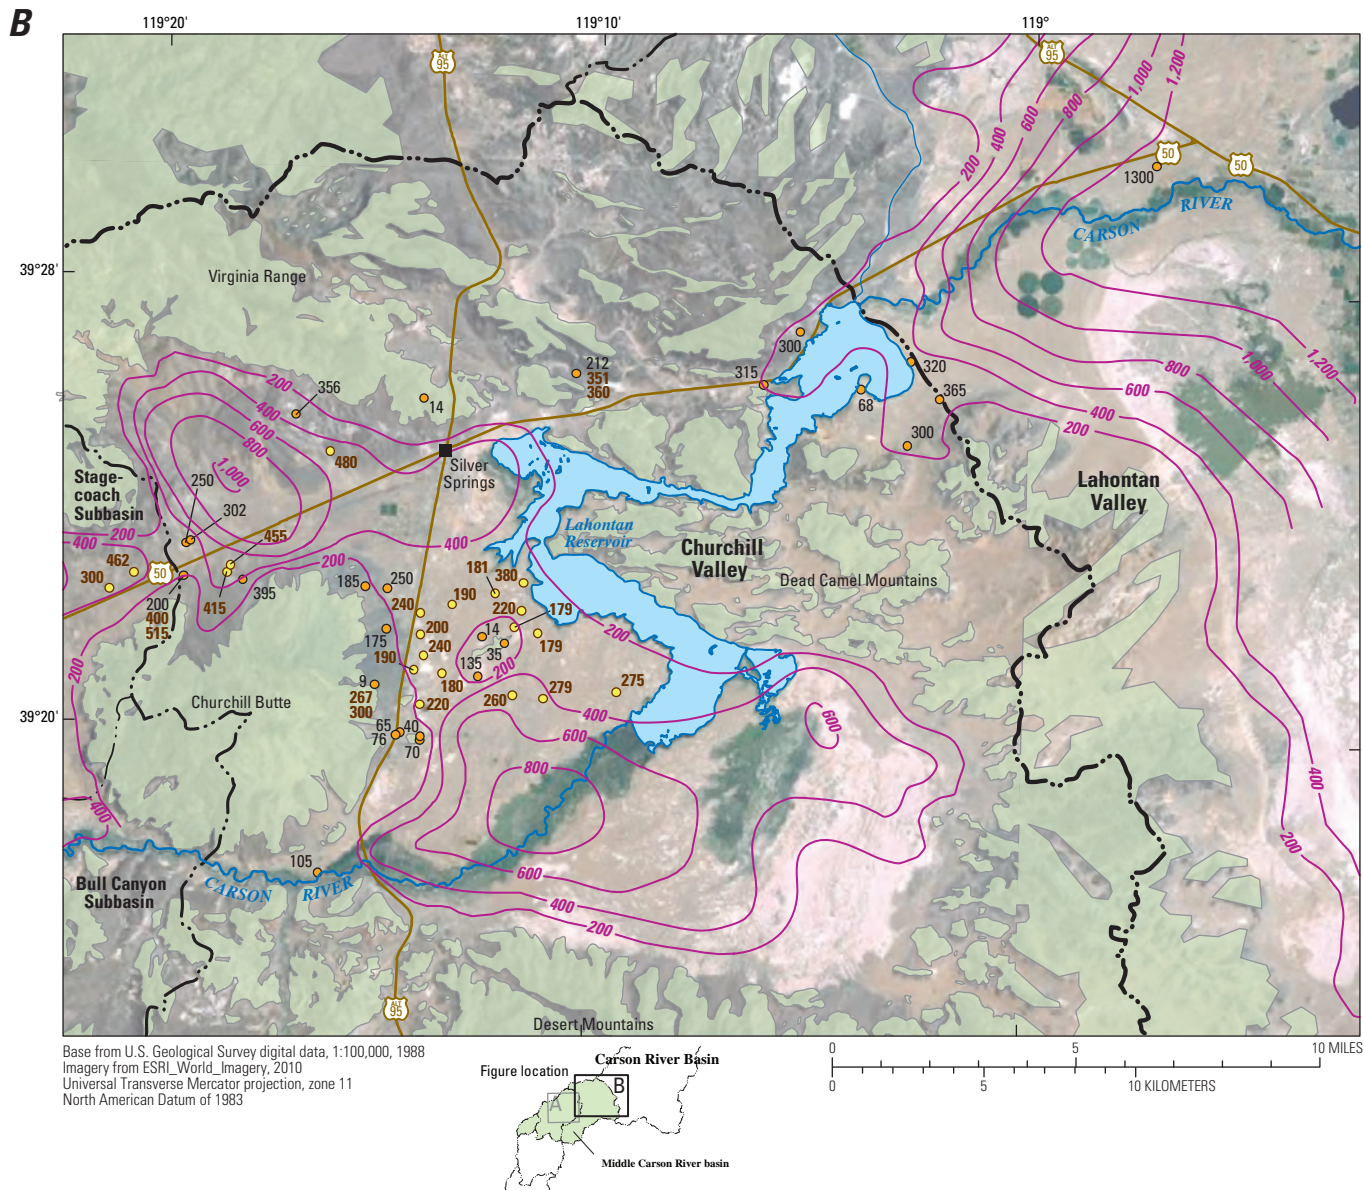 B
119°20'
119°10'
119°
ALT
95
ALT
95
200
400
600
800
1,000
1,200
50
50
1300
RIVER
CARSON
39°28'
Virginia Range
300
212
351
360
315
320
365
68
300
14
200
356
400
600
800
480
1,000
250
302
Stage-
coach
Subbasin
Silver
Springs
800
1,000
1,200
600
400
200
Lahontan
Valley
200
400
455
400
Lahontan
Reservoir
Churchill
Valley
Dead Camel Mountains
462
300
50
200
395
415
200
400
515
185
250
240
190
181
380
220
179
200
14
179
175
240
35
190
135
200
180
200
9
267
300
220
260
279
275
400
200
39°20'
Churchill Butte
65
76
40
70
600
600
800
400
200
400
105
CARSON
RIVER
Bull Canyon
Subbasin
600
400
200
ALT
95
Desert Mountains
Base from U.S. Geological Survey digital data, 1:100,000, 1988
Imagery from ESRI_World_Imagery, 2010
Universal Transverse Mercator projection, zone 11
North American Datum of 1983
0
5
10 MILES
0
5
10 KILOMETERS
Figure location
Carson River Basin
A
B
Middle Carson River basin